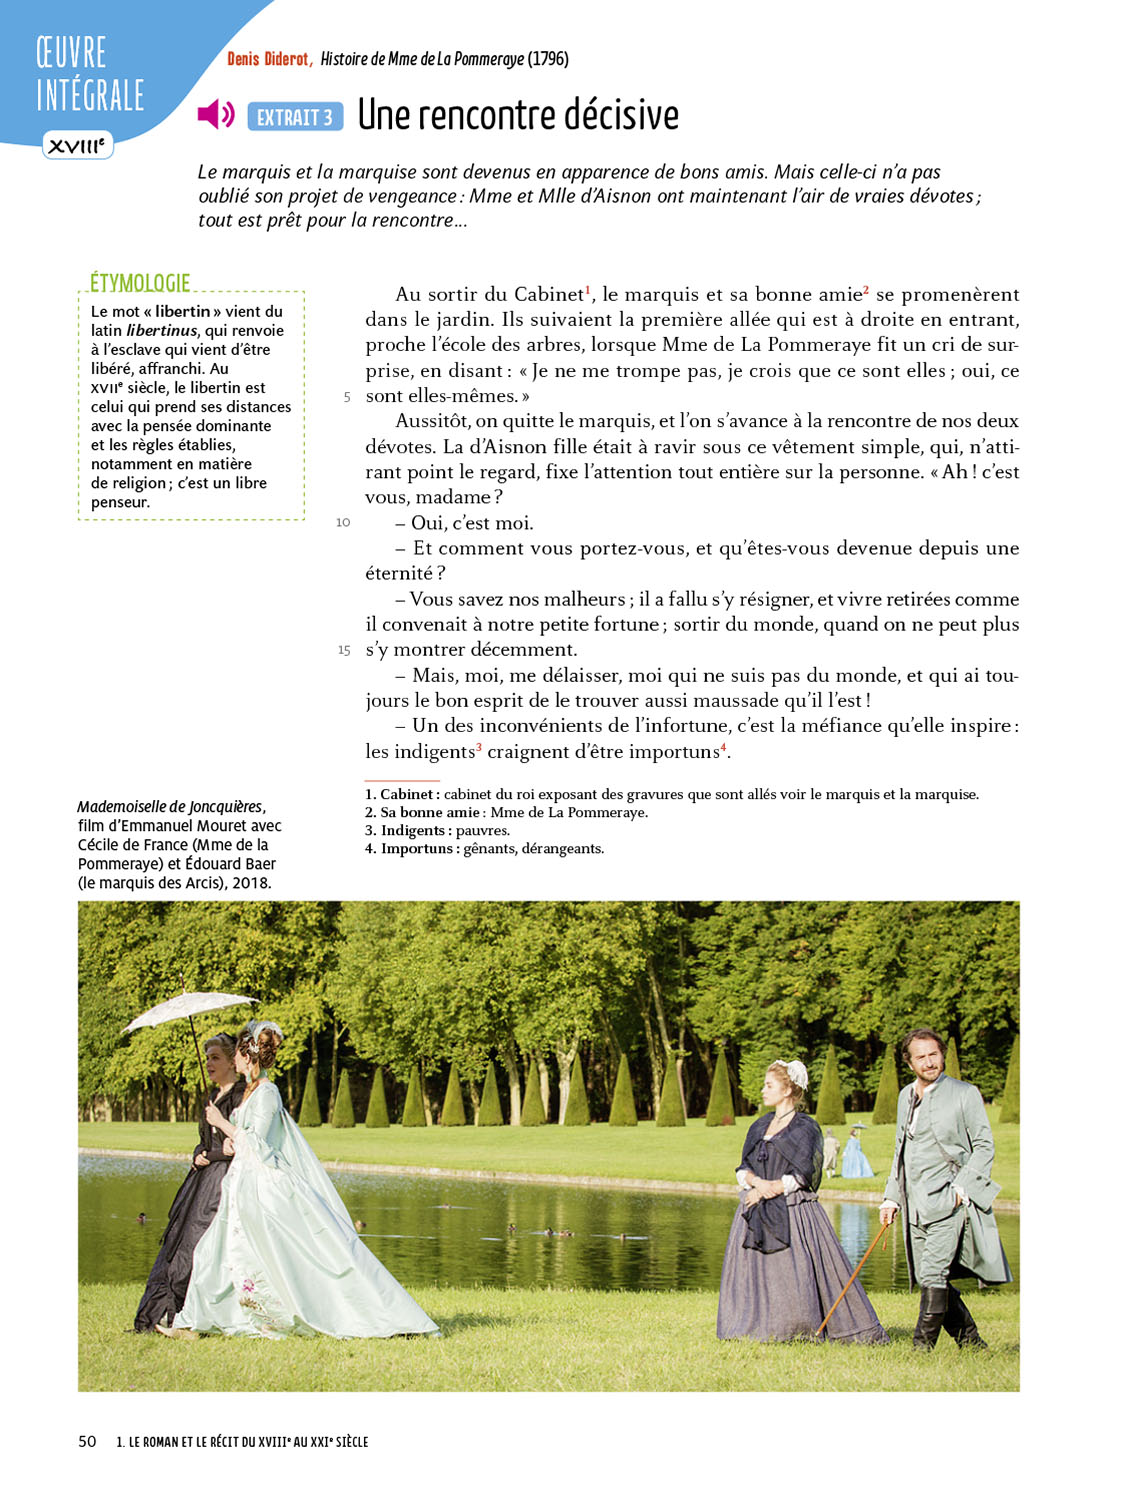 ŒUVRE
INTÉGRALE
XVIIIe
Denis Diderot, Histoire de Mme de La Pommeraye (1796)
EXTRAIT 3 Une rencontre décisive
Le marquis et la marquise sont devenus en apparence de bons amis. Mais celle-ci n’a pas
oublié son projet de vengeance : Mme et Mlle d’Aisnon ont maintenant l’air de vraies dévotes ;
tout est prêt pour la rencontre…
ÉTYMOLOGIE
Le mot « libertin » vient du
latin libertinus, qui renvoie
à l’esclave qui vient d’être
libéré, affranchi. Au
XVIIe siècle, le libertin est
celui qui prend ses distances
avec la pensée dominante
et les règles établies,
notamment en matière
de religion ; c’est un libre
penseur.
Au sortir du Cabinet1, le marquis et sa bonne amie2 se promenèrent
dans le jardin. Ils suivaient la première allée qui est à droite en entrant,
proche l’école des arbres, lorsque Mme de La Pommeraye fit un cri de sur-
prise, en disant : « Je ne me trompe pas, je crois que ce sont elles ; oui, ce
5 sont elles-mêmes. »
Aussitôt, on quitte le marquis, et l’on s’avance à la rencontre de nos deux
dévotes. La d’Aisnon fille était à ravir sous ce vêtement simple, qui, n’atti-
rant point le regard, fixe l’attention tout entière sur la personne. « Ah ! c’est
vous, madame ?
10 – Oui, c’est moi.
– Et comment vous portez-vous, et qu’êtes-vous devenue depuis une
éternité ?
– Vous savez nos malheurs ; il a fallu s’y résigner, et vivre retirées comme
il convenait à notre petite fortune ; sortir du monde, quand on ne peut plus
15 s’y montrer décemment.
– Mais, moi, me délaisser, moi qui ne suis pas du monde, et qui ai tou-
jours le bon esprit de le trouver aussi maussade qu’il l’est !
– Un des inconvénients de l’infortune, c’est la méfiance qu’elle inspire :
les indigents3 craignent d’être importuns4.
1. Cabinet : cabinet du roi exposant des gravures que sont allés voir le marquis et la marquise.
2. Sa bonne amie : Mme de La Pommeraye.
3. Indigents : pauvres.
4. Importuns : gênants, dérangeants.
Mademoiselle de Joncquières,
film d’Emmanuel Mouret avec
Cécile de France (Mme de la
Pommeraye) et Édouard Baer
(le marquis des Arcis), 2018.
50 1. LE ROMAN ET LE RÉCIT DU XVIIIe AU XXIe SIÈCLE